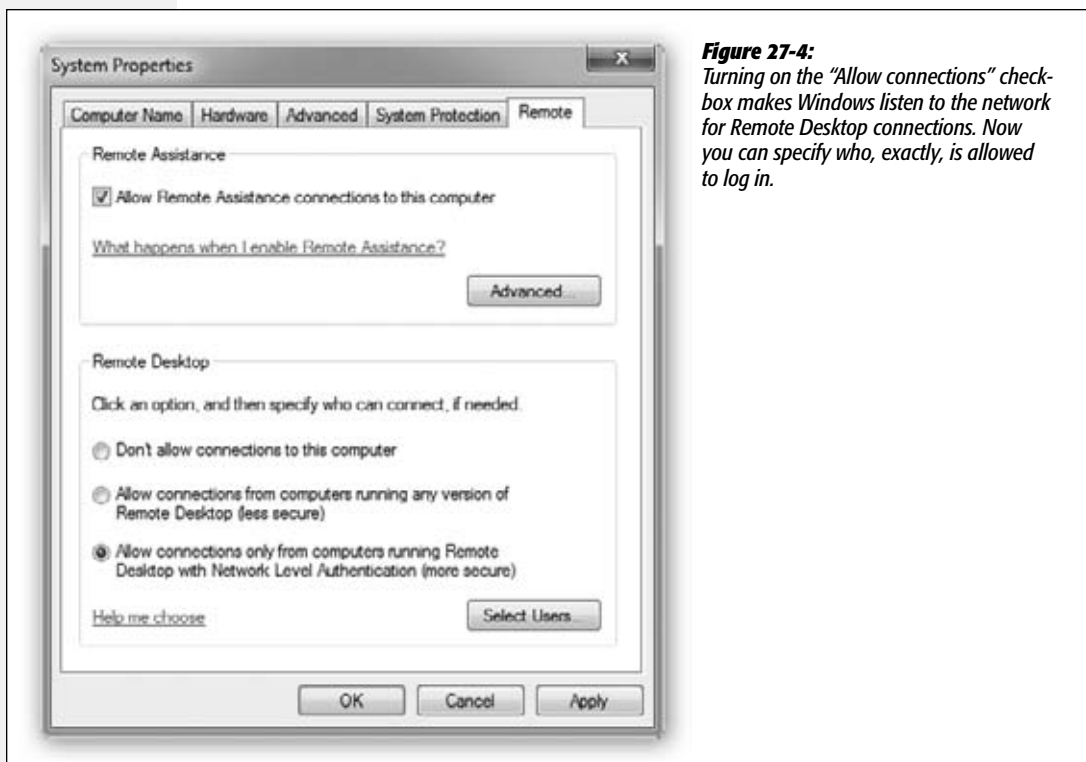 System Properties
x
Computer Name
Hardware
Advanced
System Protection
Remote
Remote Assistance
Allow Remote Assistance connections to this computer
What happens when I enable Remote Assistance?
Advanced...
Remote Desktop
Click an option, and then specify who can connect, if needed.
Don't allow connections to this computer
Allow connections from computers running any version of
Remote Desktop (less secure)
Allow connections only from computers running Remote
Desktop with Network Level Authentication (more secure)
Help me choose
Select Users...
OK
Cancel
Apply
Figure 27-4:
Turning on the “Allow connections” check-
box makes Windows listen to the network
for Remote Desktop connections. Now
you can specify who, exactly, is allowed
to log in.